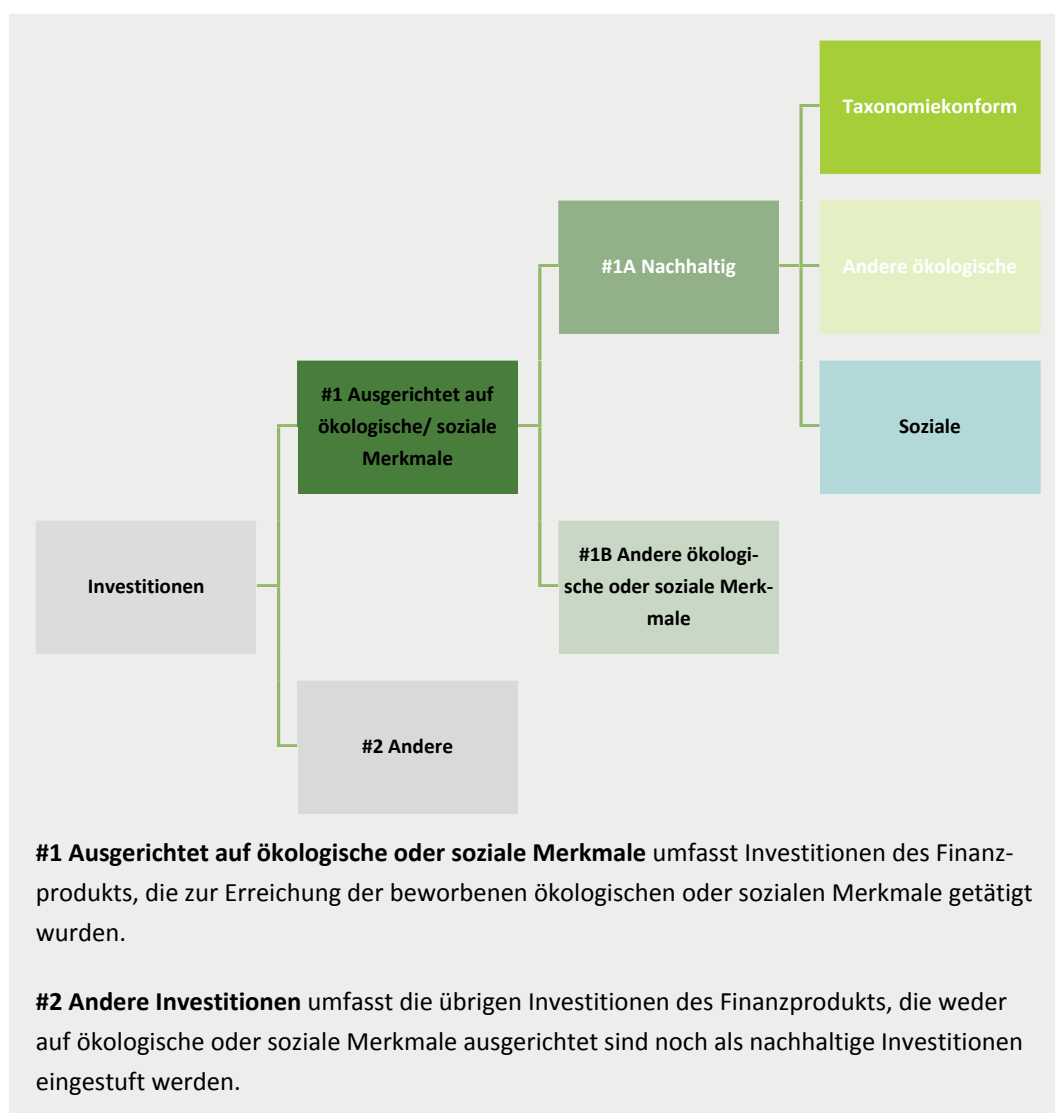 Taxonomiekonform
#1A Nachhaltig
Andere ökologische
#1 Ausgerichtet auf
ökologische/ soziale
Merkmale
Soziale
Investitionen
#1B Andere ökologi-
sche oder soziale Merk-
male
#2 Andere
#1 Ausgerichtet auf ökologische oder soziale Merkmale umfasst Investitionen des Finanz-
produkts, die zur Erreichung der beworbenen ökologischen oder sozialen Merkmale getätigt
wurden.
#2 Andere Investitionen umfasst die übrigen Investitionen des Finanzprodukts, die weder
auf ökologische oder soziale Merkmale ausgerichtet sind noch als nachhaltige Investitionen
eingestuft werden.